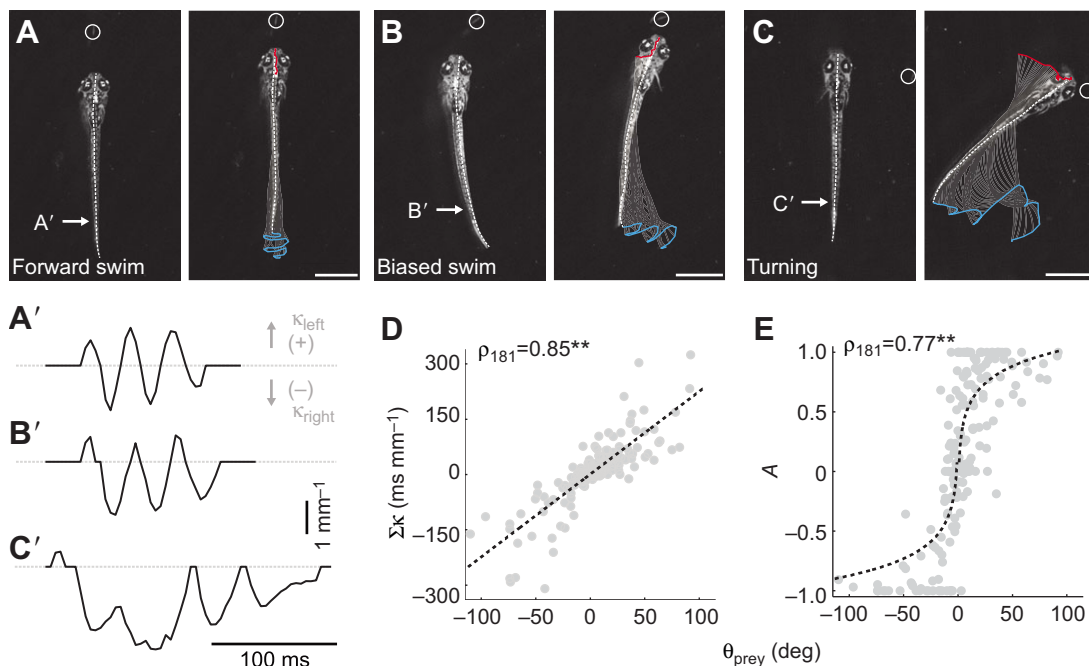 A
B
C
A′
B′
C′
Forward swim
Biased swim
Turning
A′
κleft
(+)
(–)
κright
B′
1 mm–1
C′
100 ms
D
ρ181=0.85**
300
150
0
–150
–300
Σκ (ms mm–1)
–100
–50
0
50
100
E
ρ181=0.77**
1.0
0.5
0
–0.5
–1.0
A
–100
–50
0
50
100
θprey (deg)